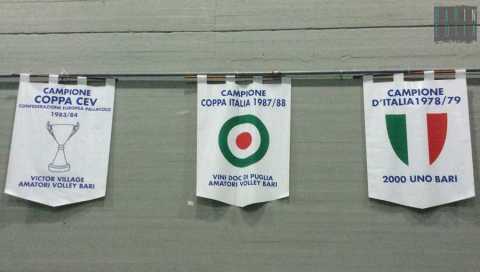 CAMPIONE
COPPA CEV
CONFEDERAZIONE EUROPEA PALLAVOLO
1983/84
VICTOR VILLAGE
AMATORI VOLLEY BARI
CAMPIONE
COPPA ITALIA 1987/88
VINI DOC DI PUGLIA
AMATORI VOLLEY BARI
CAMPIONE
D'ITALIA 1978/79
2000 UNO BARI